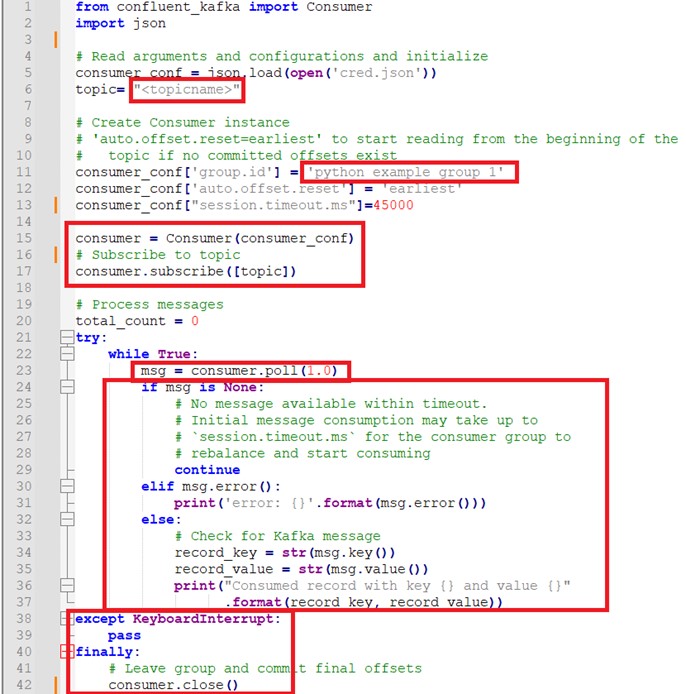 1 from confluent_kafka import Consumer
2 import json
3
4 # Read arguments and configurations and initialize
5 consumer_conf = json.load(open('cred.json'))
6 topic= "<topicname>"
7
8 # Create Consumer instance
9 # 'auto.offset.reset=earliest' to start reading from the beginning of the
10 #   topic if no committed offsets exist
11 consumer_conf['group.id'] = 'python_example_group_1'
12 consumer_conf['auto.offset.reset'] = 'earliest'
13 consumer_conf["session.timeout.ms"]=45000
14
15 consumer = Consumer(consumer_conf)
16 # Subscribe to topic
17 consumer.subscribe([topic])
18
19 # Process messages
20 total_count = 0
21 try:
22     while True:
23         msg = consumer.poll(1.0)
24         if msg is None:
25             # No message available within timeout.
26             # Initial message consumption may take up to
27             # `session.timeout.ms` for the consumer group to
28             # rebalance and start consuming
29             continue
30         elif msg.error():
31             print('error: {}'.format(msg.error()))
32         else:
33             # Check for Kafka message
34             record_key = str(msg.key())
35             record_value = str(msg.value())
36             print("Consumed record with key {} and value {}"
37                   .format(record_key, record_value))
38 except KeyboardInterrupt:
39     pass
40 finally:
41     # Leave group and commit final offsets
42     consumer.close()